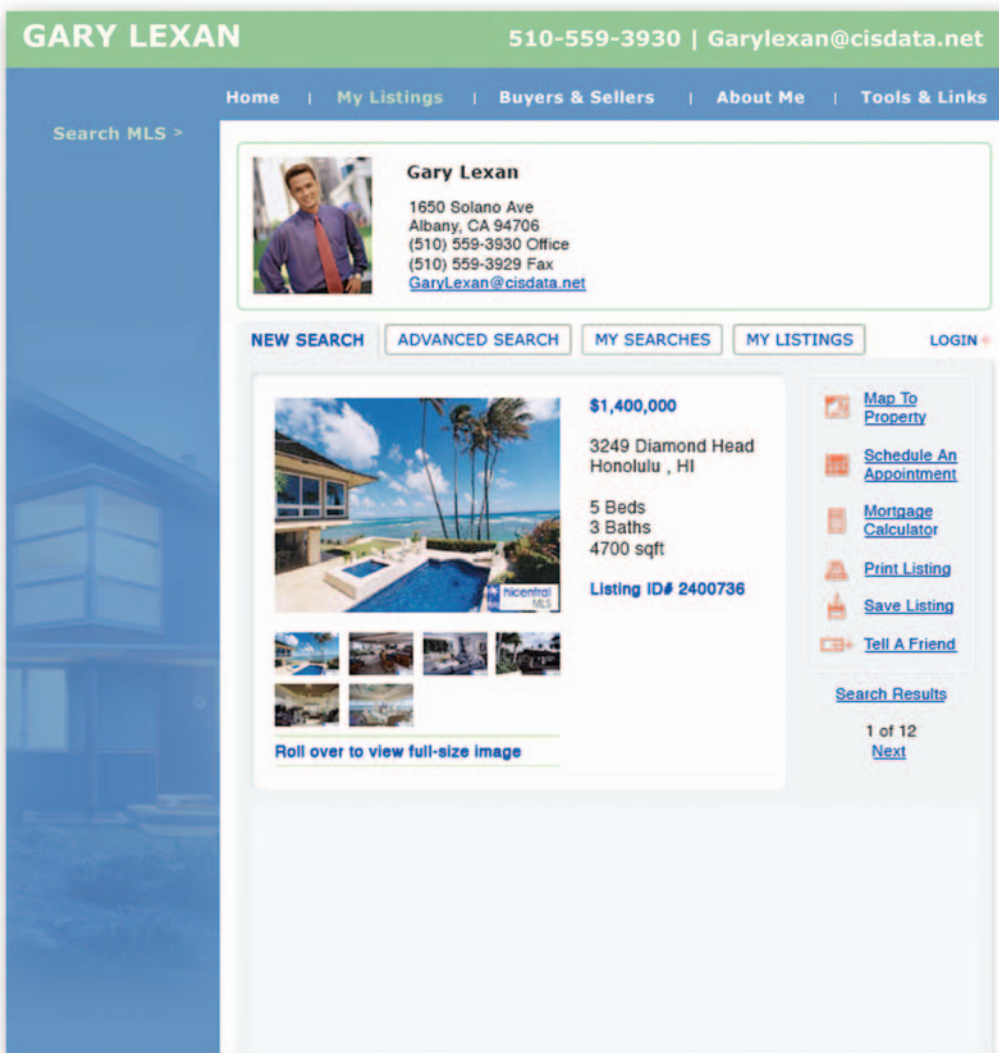 GARY LEXAN
510-559-3930 | Garylexan@cisdata.net
Home | My Listings | Buyers & Sellers | About Me | Tools & Links
Search MLS >
Gary Lexan
1650 Solano Ave
Albany, CA 94706
(510) 559-3930 Office
(510) 559-3929 Fax
GaryLexan@cisdata.net
NEW SEARCH
ADVANCED SEARCH
MY SEARCHES
MY LISTINGS
LOGIN
hicentral
MLS
$1,400,000
3249 Diamond Head
Honolulu , HI
5 Beds
3 Baths
4700 sqft
Listing ID# 2400736
Roll over to view full-size image
Map To
Property
Schedule An
Appointment
Mortgage
Calculator
Print Listing
Save Listing
Tell A Friend
Search Results
1 of 12
Next